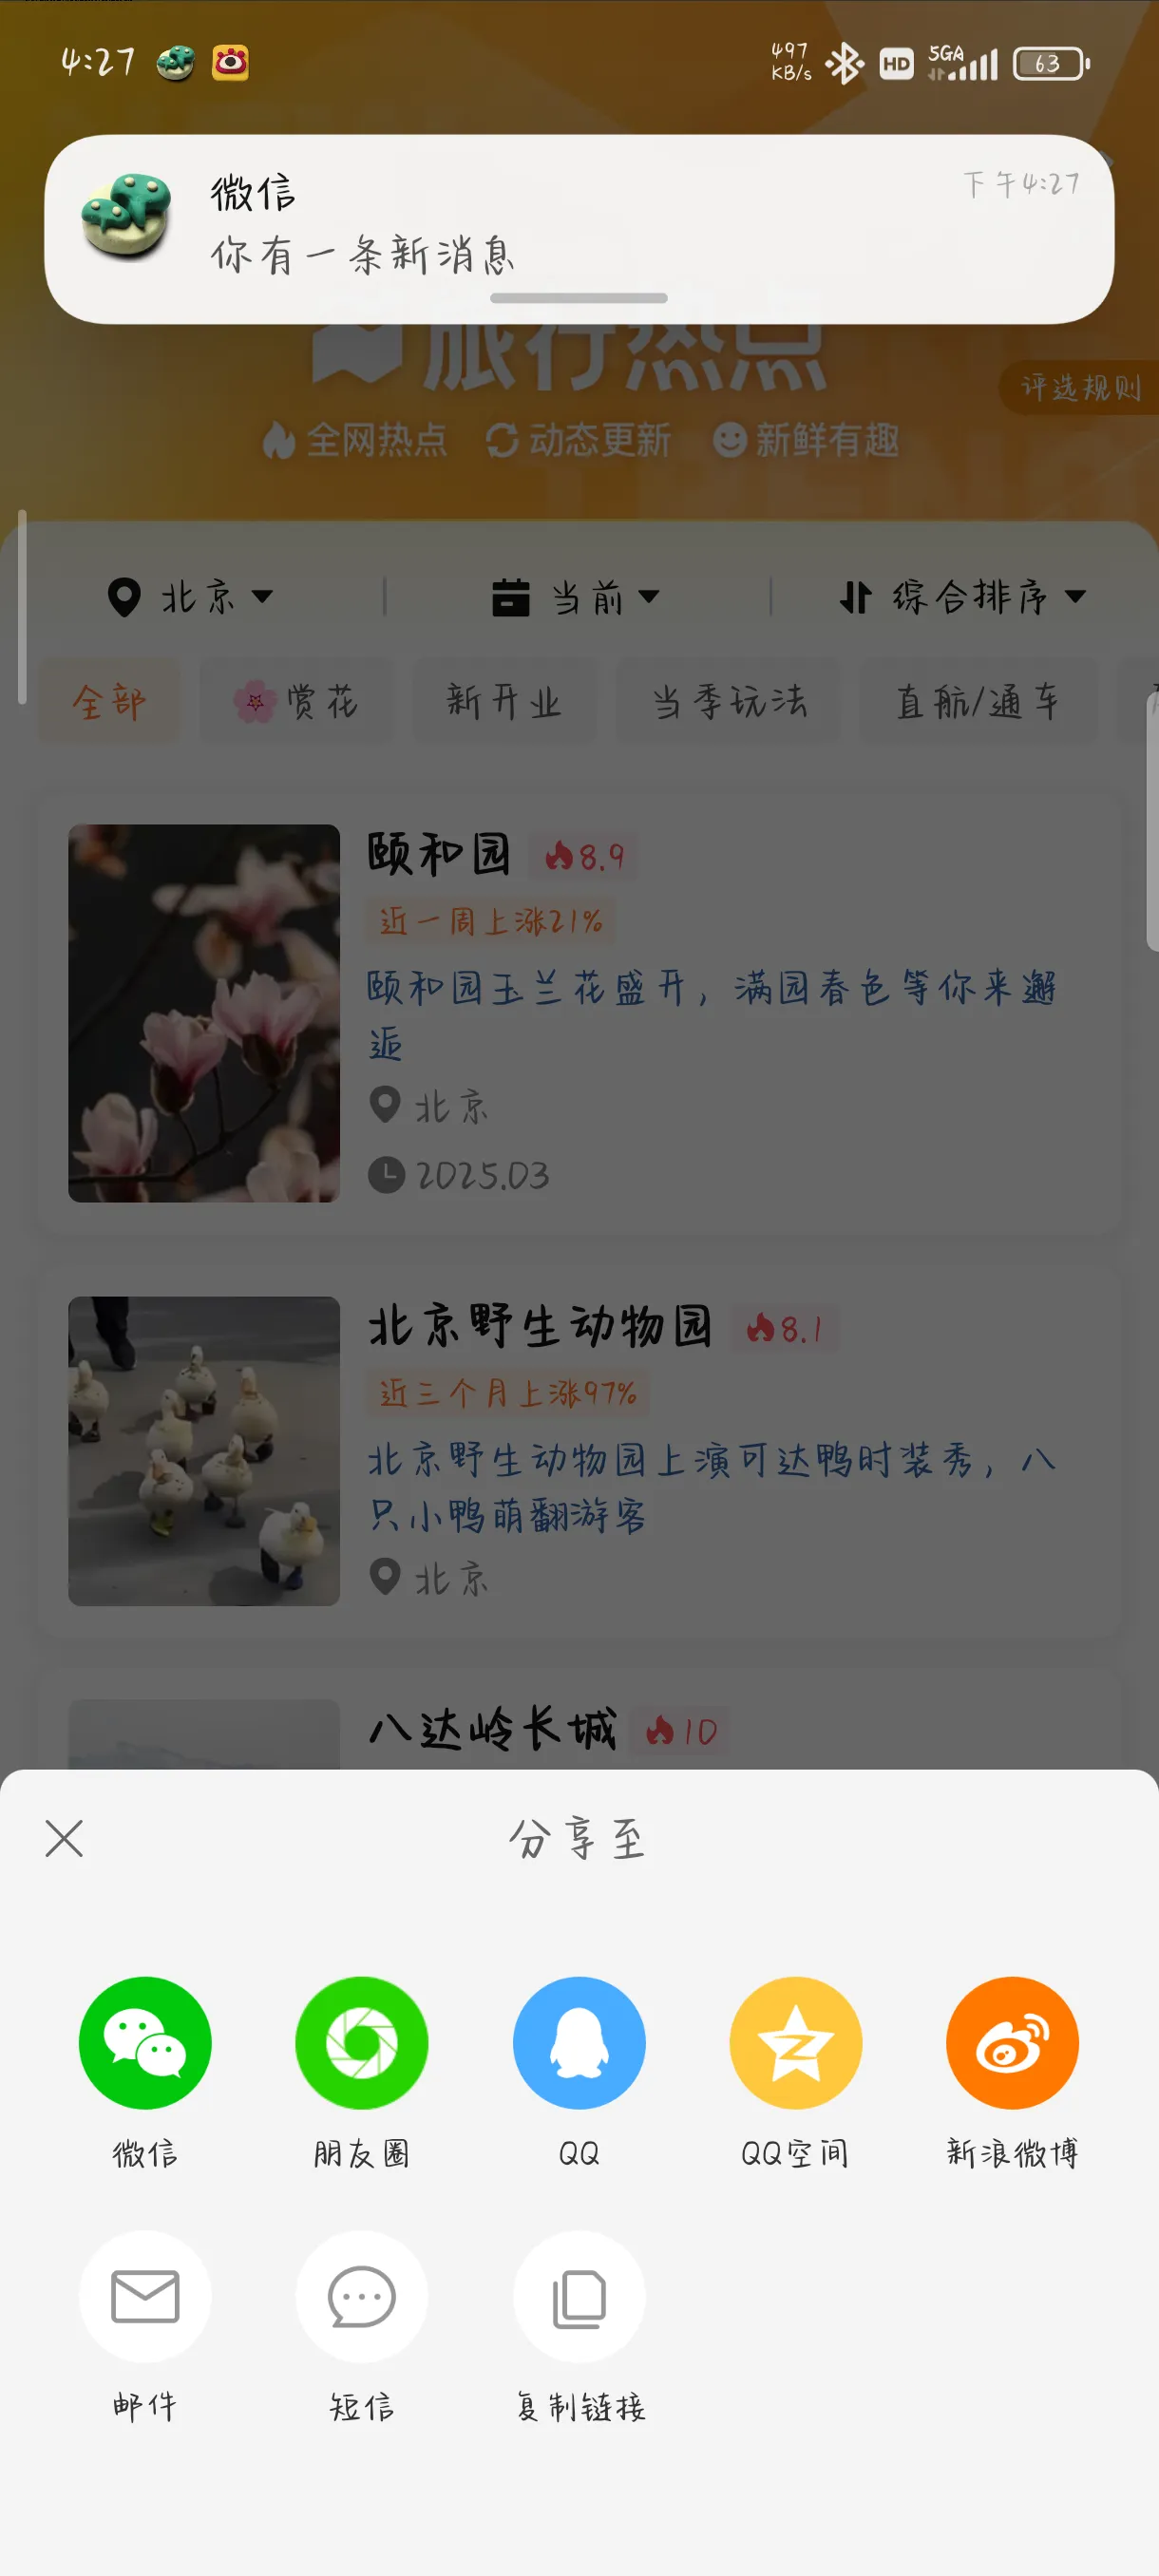 4:27
497
KB/s
HD
5GA
63
微信
下午4:27
你有一条新消息
旅行热点
评选规则
全网热点 动态更新 新鲜有趣
北京 当前 综合排序
全部 赏花 新开业 当季玩法 直航/通车
颐和园 8.9
近一周上涨21%
颐和园玉兰花盛开，满园春色等你来邂
逅
北京
2025.03
北京野生动物园 8.1
近三个月上涨97%
北京野生动物园上演可达鸭时装秀，八
只小鸭萌翻游客
北京
八达岭长城 10
分享至
微信 朋友圈 QQ QQ空间 新浪微博
邮件 短信 复制链接